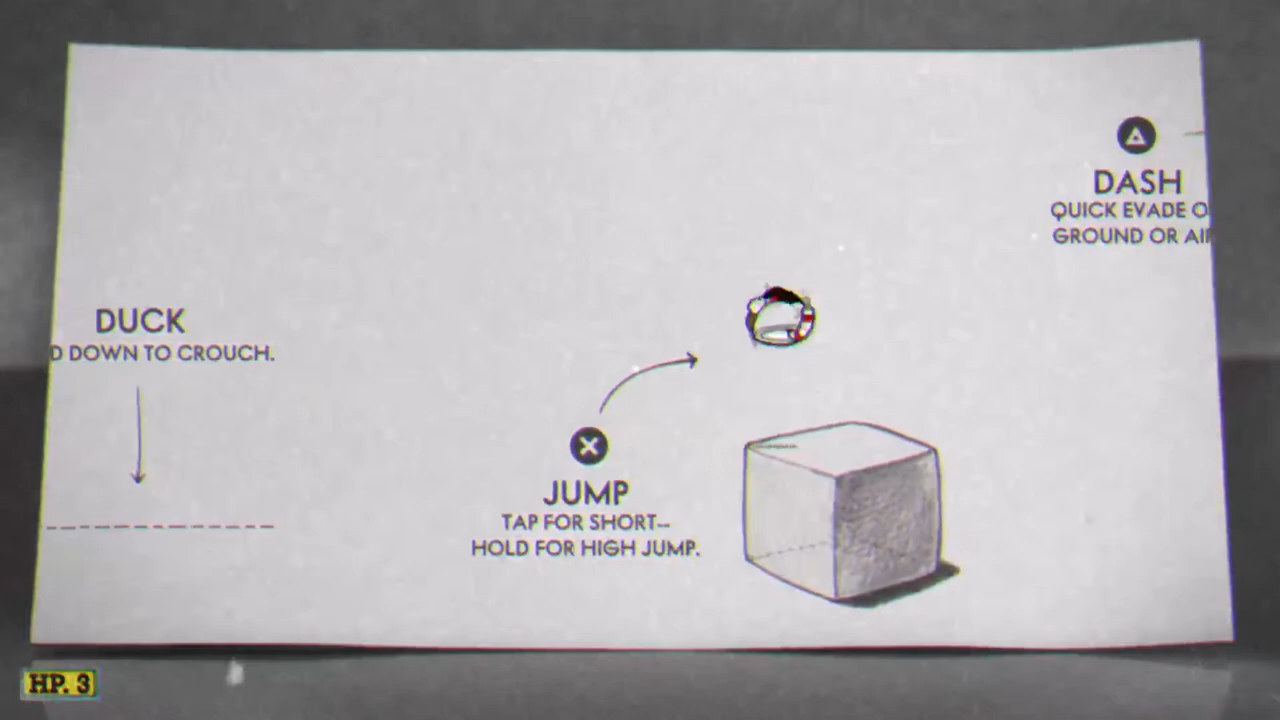 DASH
QUICK EVADE O
GROUND OR AIR
DUCK
D DOWN TO CROUCH.
JUMP
TAP FOR SHORT--
HOLD FOR HIGH JUMP.
HP. 3